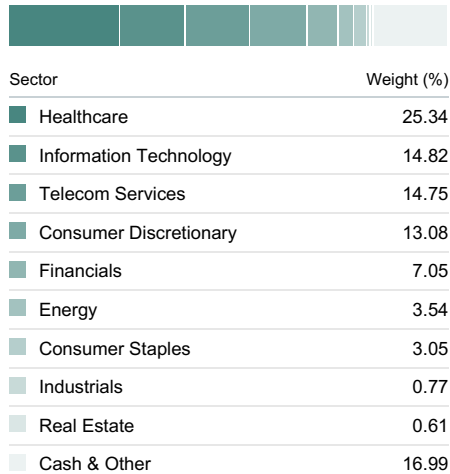 Sector Weight (%)
Healthcare 25.34
Information Technology 14.82
Telecom Services 14.75
Consumer Discretionary 13.08
Financials 7.05
Energy 3.54
Consumer Staples 3.05
Industrials 0.77
Real Estate 0.61
Cash & Other 16.99